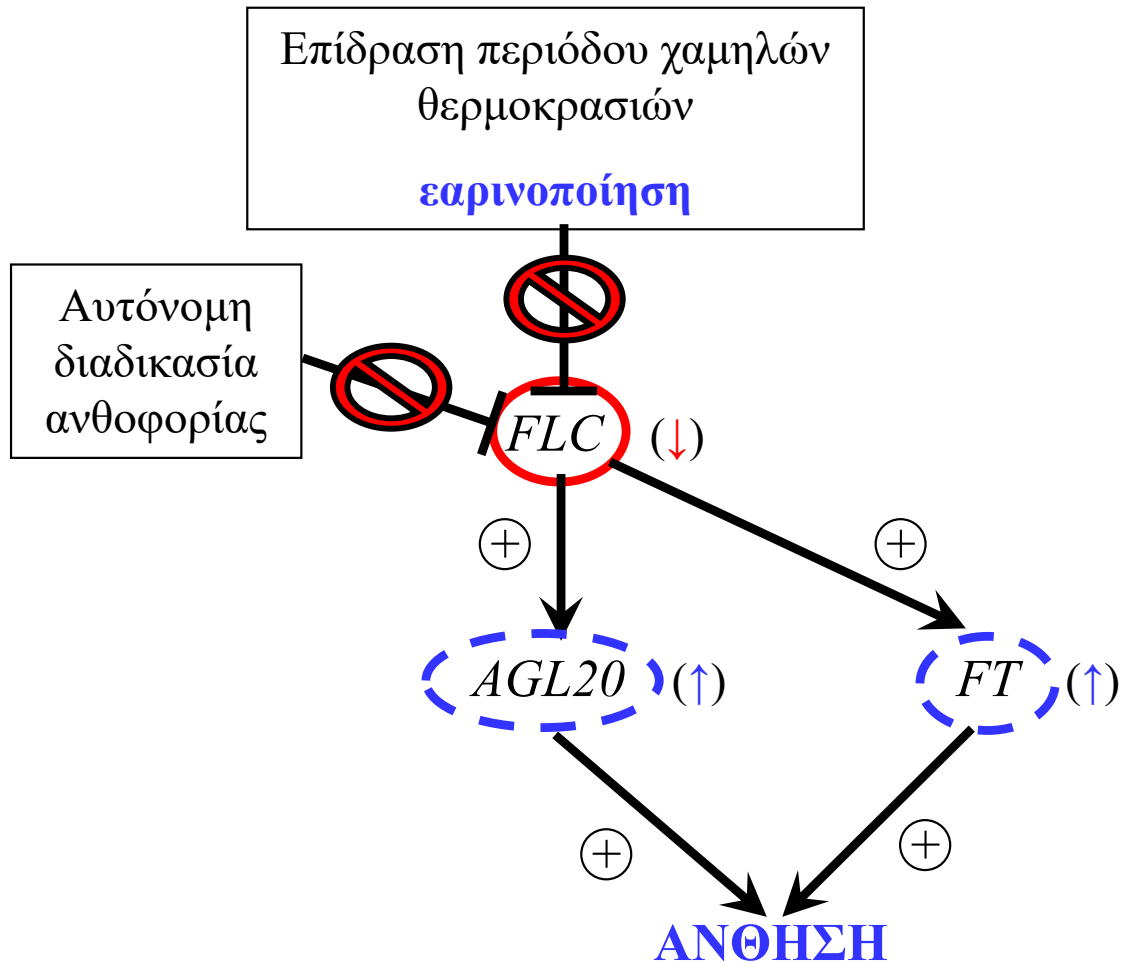 Επίδραση περιόδου χαμηλών
θερμοκρασιών
εαρινοποίηση
Αυτόνομη
διαδικασία
ανθοφορίας
FLC (↓)
+ +
AGL20 (↑) FT (↑)
+ +
ΑΝΘΗΣΗ